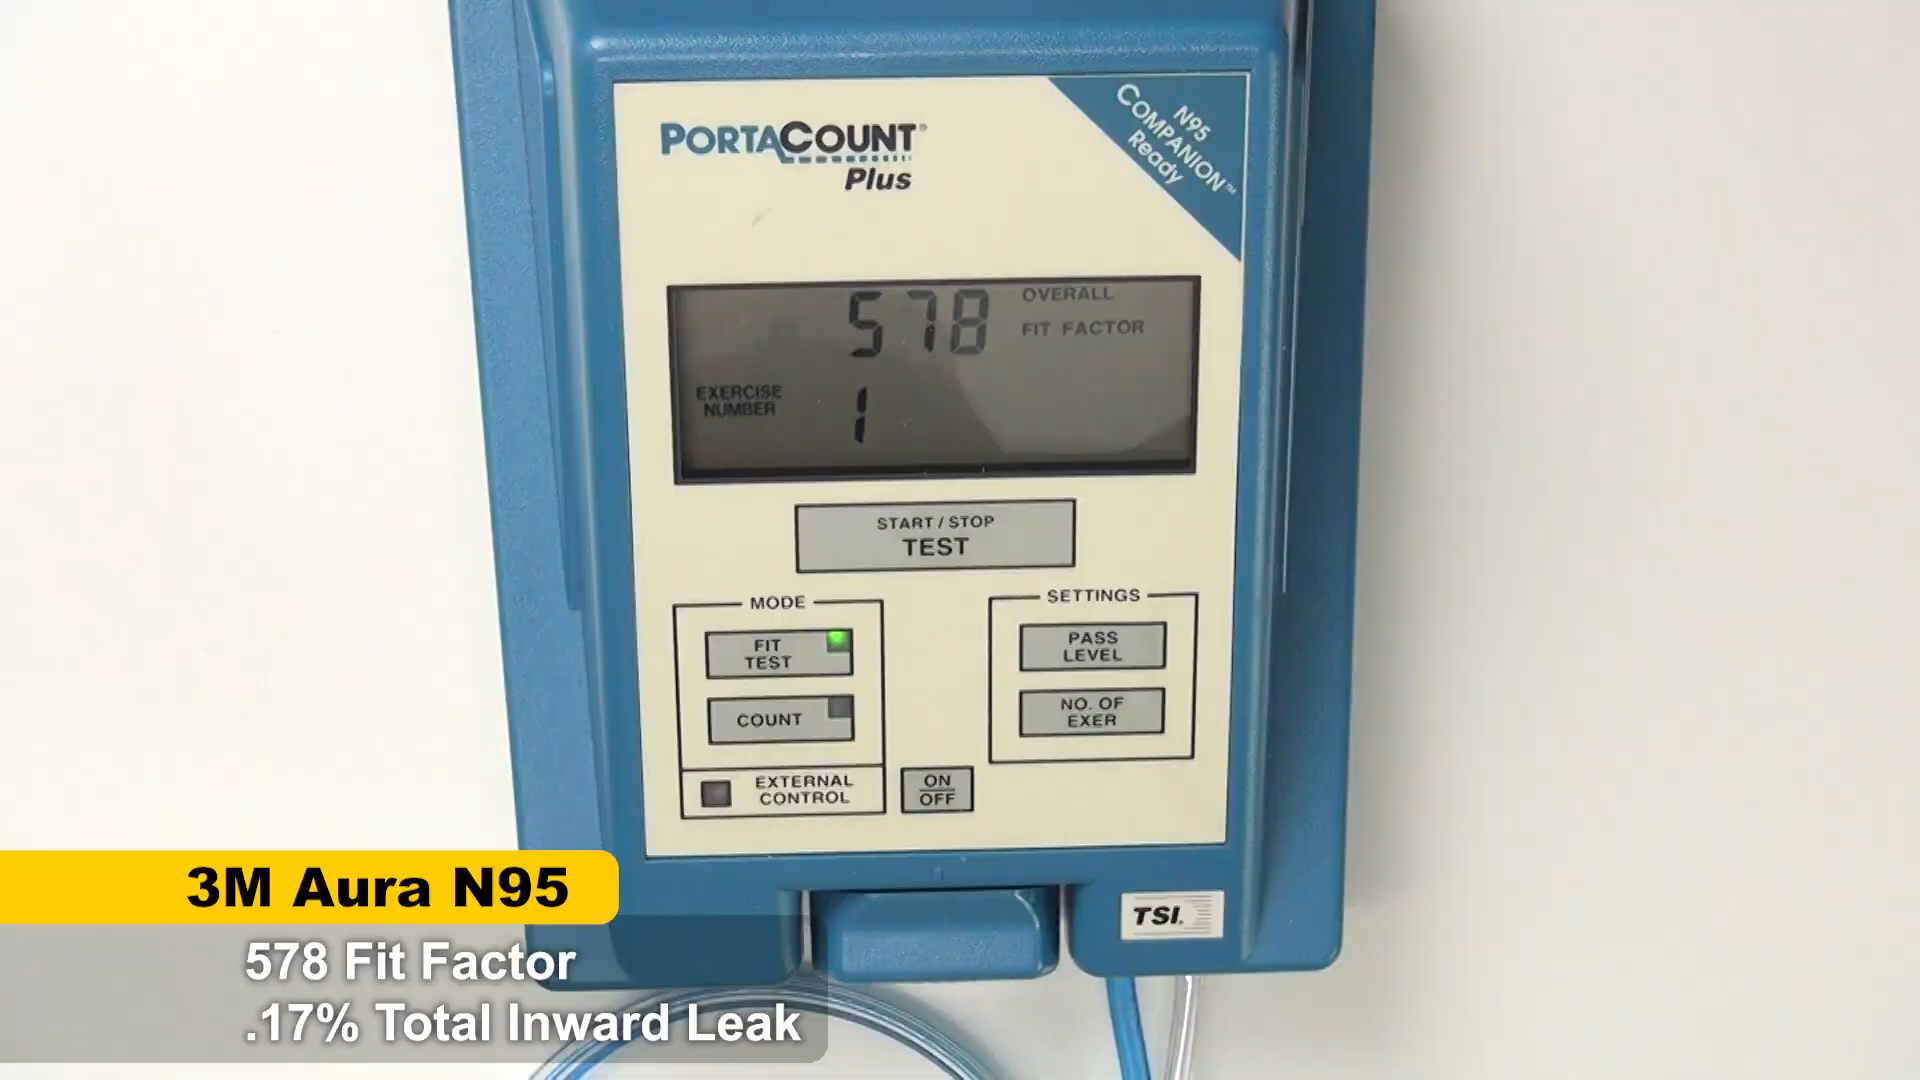 PORTACOUNT®
Plus
N95
COMPANION™
Ready
578 OVERALL
FIT FACTOR
EXERCISE
NUMBER 1
START / STOP
TEST
MODE
FIT
TEST
COUNT
EXTERNAL
CONTROL
ON
OFF
SETTINGS
PASS
LEVEL
NO. OF
EXER
TSI
3M Aura N95
578 Fit Factor
.17% Total Inward Leak